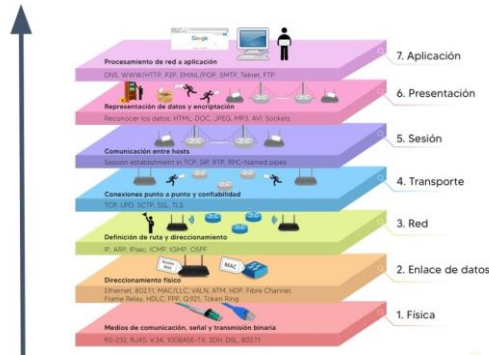 Google
Procesamiento de red a aplicación
DNS, WWW/HTTP, P2P, EMAIL/POP, SMTP, Telnet, FTP
7. Aplicación
Representación de datos y encriptación
Reconocer los datos: HTML, DOC, JPEG, MP3, AVI, Sockets
6. Presentación
Comunicación entre hosts
Session establishment in TCP, SIP, RTP, RPC-Named pipes
5. Sesión
Conexiones punto a punto y confiabilidad
TCP, UPD, SCTP, SSL, TLS
4. Transporte
Definición de ruta y direccionamiento
IP, ARP, IPsec, ICMP, IGMP, OSPF
3. Red
MAC
Direccionamiento físico
Ethernet, 802.11, MAC/LLC, VALN, ATM, HDP, Fibre Channel
Frame Relay, HDLC, PPP, Q.921, Token Ring
2. Enlace de datos
Medios de comunicación, señal y transmisión binaria
RS-232, RJ45, V.34, 100BASE-TX, SDH, DSL, 802.11
1. Física